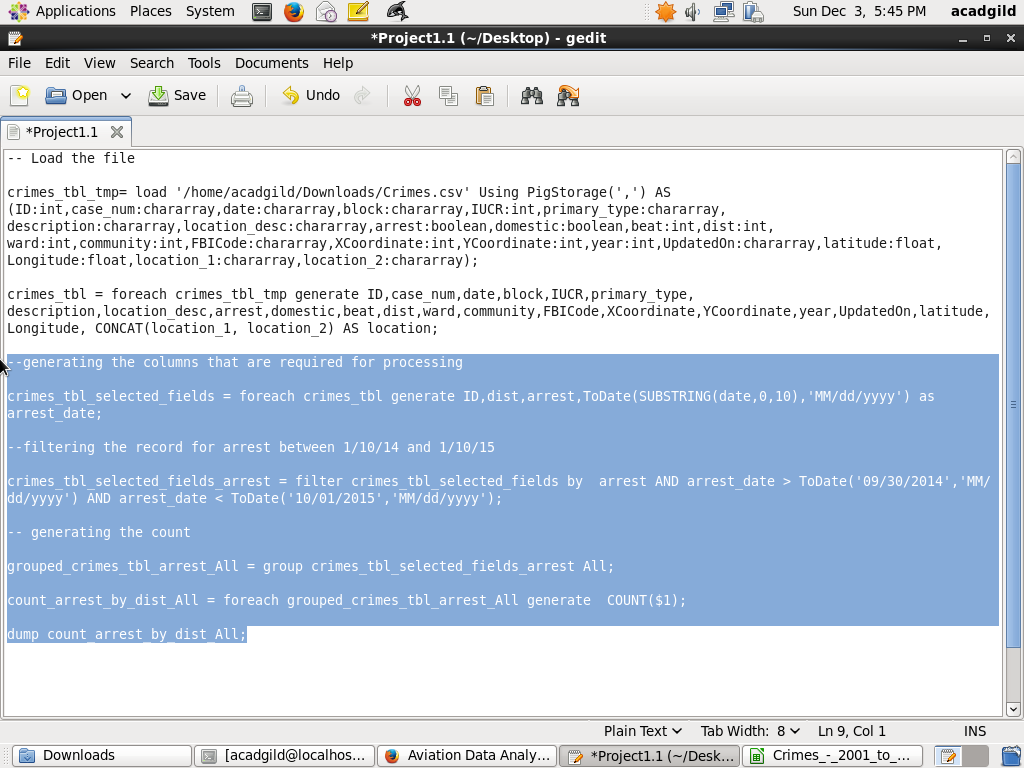 Applications Places System Sun Dec 3, 5:45 PM acadgild
*Project1.1 (~/Desktop) - gedit
File Edit View Search Tools Documents Help
Open Save Undo
*Project1.1
-- Load the file
crimes_tbl_tmp= load '/home/acadgild/Downloads/Crimes.csv' Using PigStorage(',') AS
(ID:int,case_num:chararray,date:chararray,block:chararray,IUCR:int,primary_type:chararray,
description:chararray,location_desc:chararray,arrest:boolean,domestic:boolean,beat:int,dist:int,
ward:int,community:int,FBICode:chararray,XCoordinate:int,YCoordinate:int,year:int,UpdatedOn:chararray,latitude:float,
Longitude:float,location_1:chararray,location_2:chararray);
crimes_tbl = foreach crimes_tbl_tmp generate ID,case_num,date,block,IUCR,primary_type,
description,location_desc,arrest,domestic,beat,dist,ward,community,FBICode,XCoordinate,YCoordinate,year,UpdatedOn,latitude,
Longitude, CONCAT(location_1, location_2) AS location;
--generating the columns that are required for processing
crimes_tbl_selected_fields = foreach crimes_tbl generate ID,dist,arrest,ToDate(SUBSTRING(date,0,10),'MM/dd/yyyy') as
arrest_date;
--filtering the record for arrest between 1/10/14 and 1/10/15
crimes_tbl_selected_fields_arrest = filter crimes_tbl_selected_fields by  arrest AND arrest_date > ToDate('09/30/2014','MM/
dd/yyyy') AND arrest_date < ToDate('10/01/2015','MM/dd/yyyy');
-- generating the count
grouped_crimes_tbl_arrest_All = group crimes_tbl_selected_fields_arrest All;
count_arrest_by_dist_All = foreach grouped_crimes_tbl_arrest_All generate  COUNT($1);
dump count_arrest_by_dist_All;
Plain Text Tab Width: 8 Ln 9, Col 1 INS
Downloads [acadgild@localhos... Aviation Data Analy... *Project1.1 (~/Desk... Crimes_-_2001_to_...